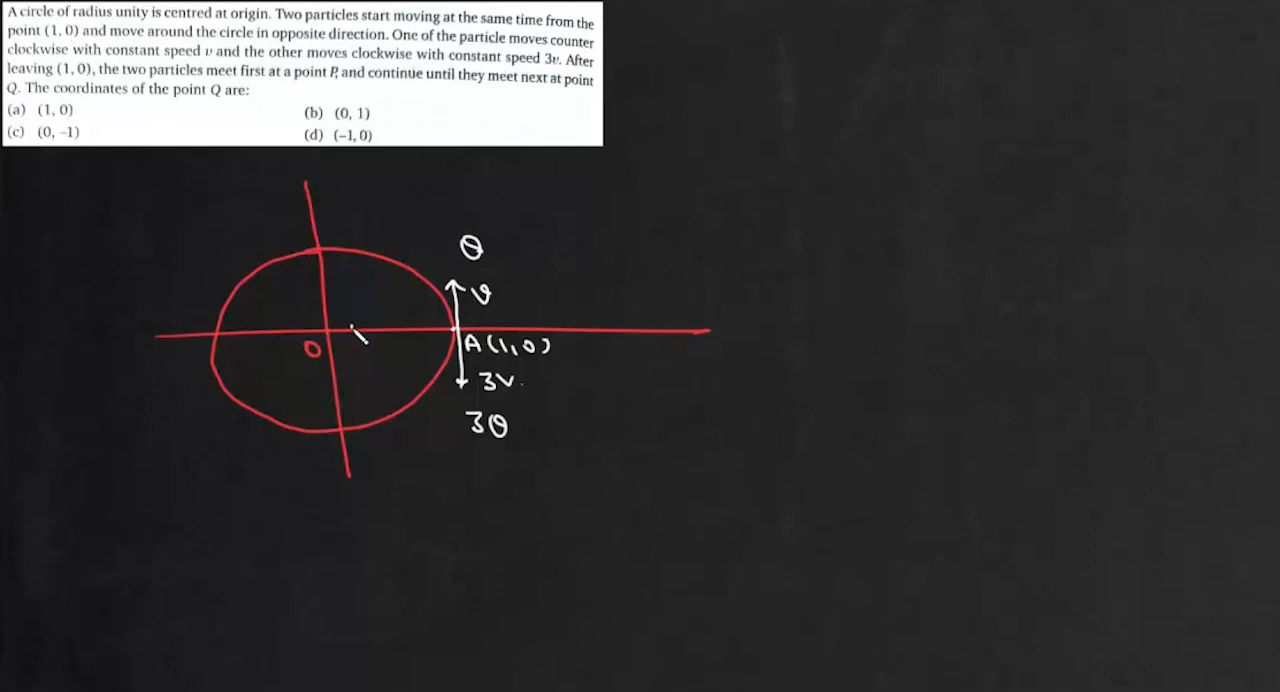 A circle of radius unity is centred at origin. Two particles start moving at the same time from the
point (1, 0) and move around the circle in opposite direction. One of the particle moves counter
clockwise with constant speed v and the other moves clockwise with constant speed 3v. After
leaving (1, 0), the two particles meet first at a point P, and continue until they meet next at point
Q. The coordinates of the point Q are:
(a) (1, 0) (b) (0, 1)
(c) (0, –1) (d) (–1, 0)
θ
v
O A(1,0)
3v.
3θ